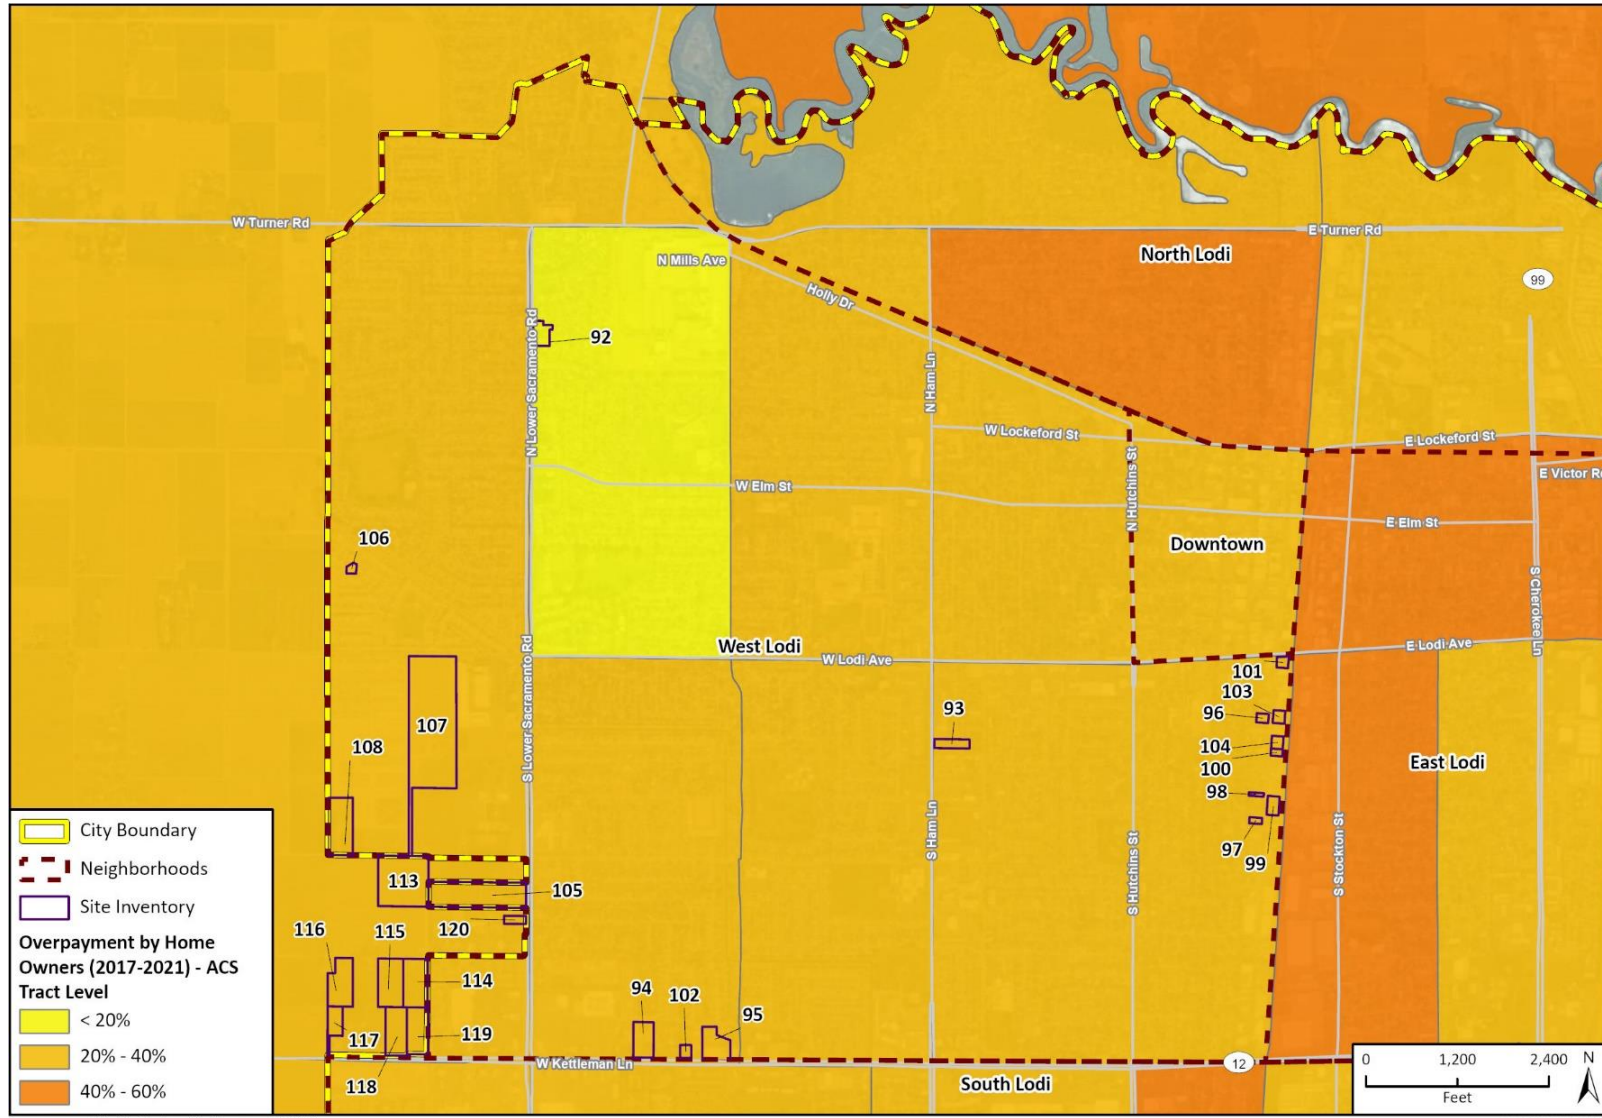 W Turner Rd
E Turner Rd
North Lodi
N Mills Ave
99
Holly Dr
92
N Lower Sacramento Rd
N Ham Ln
W Lockeford St
E Lockeford St
N Hutchins St
E Victor Rd
W Elm St
E Elm St
106
Downtown
S Cherokee Ln
West Lodi
W Lodi Ave
E Lodi Ave
101
103
96
93
107
108
S Lower Sacramento Rd
104
100
East Lodi
98
97
99
S Ham Ln
S Hutchins St
S Stockton St
113
105
120
116
115
114
94
102
95
117
119
118
W Kettleman Ln
12
South Lodi
City Boundary
Neighborhoods
Site Inventory
Overpayment by Home
Owners (2017-2021) - ACS
Tract Level
< 20%
20% - 40%
40% - 60%
0 1,200 2,400
Feet
N